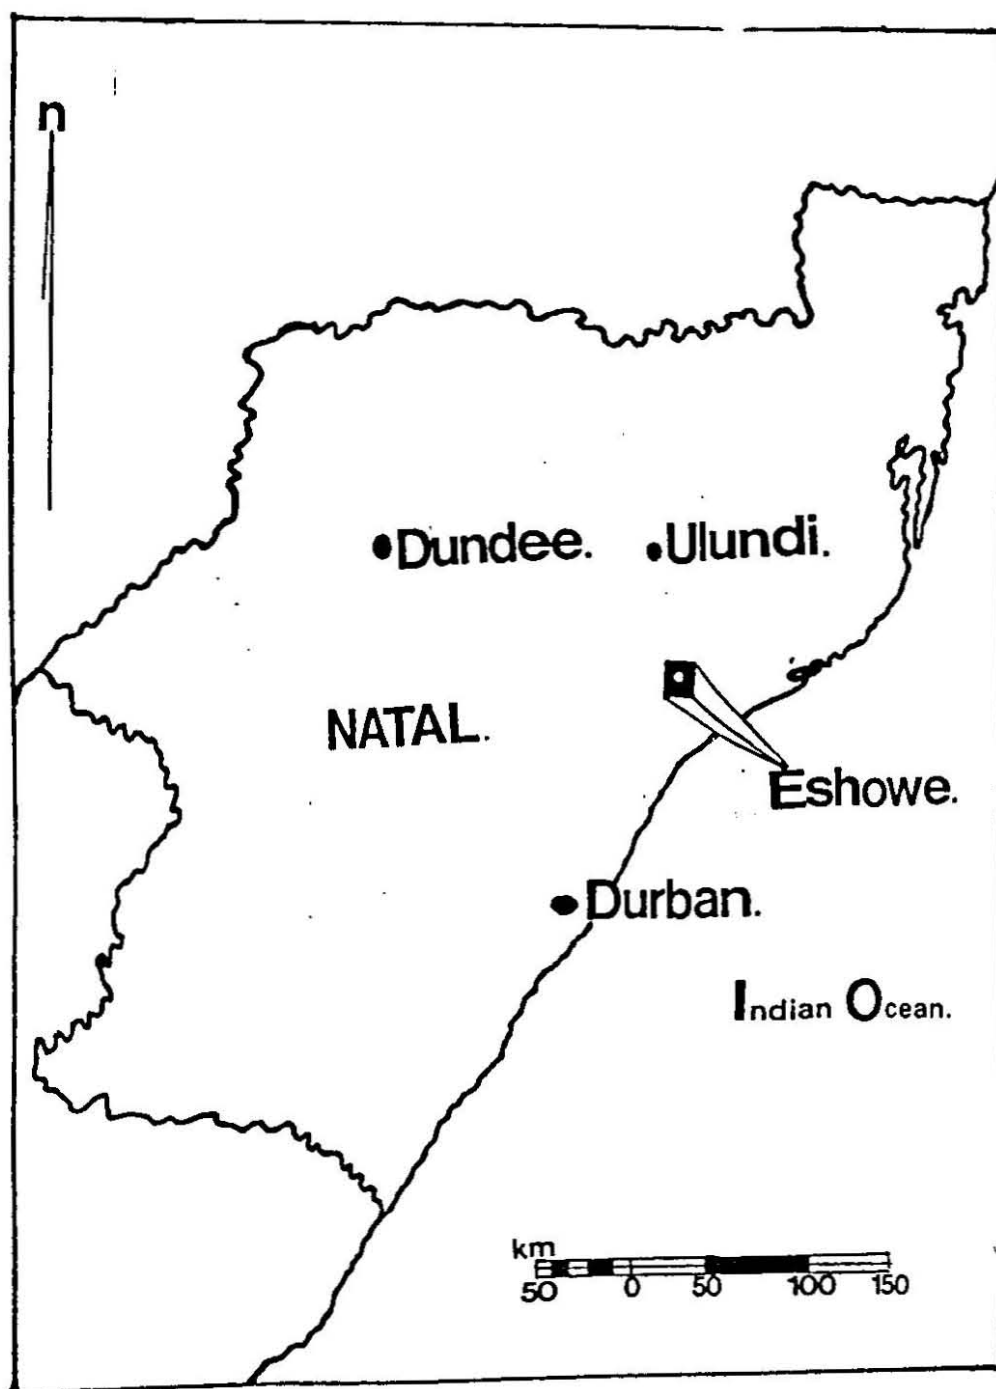 n
Dundee. Ulundi.
NATAL.
Eshowe.
Durban.
Indian Ocean.
km
50 0 50 100 150